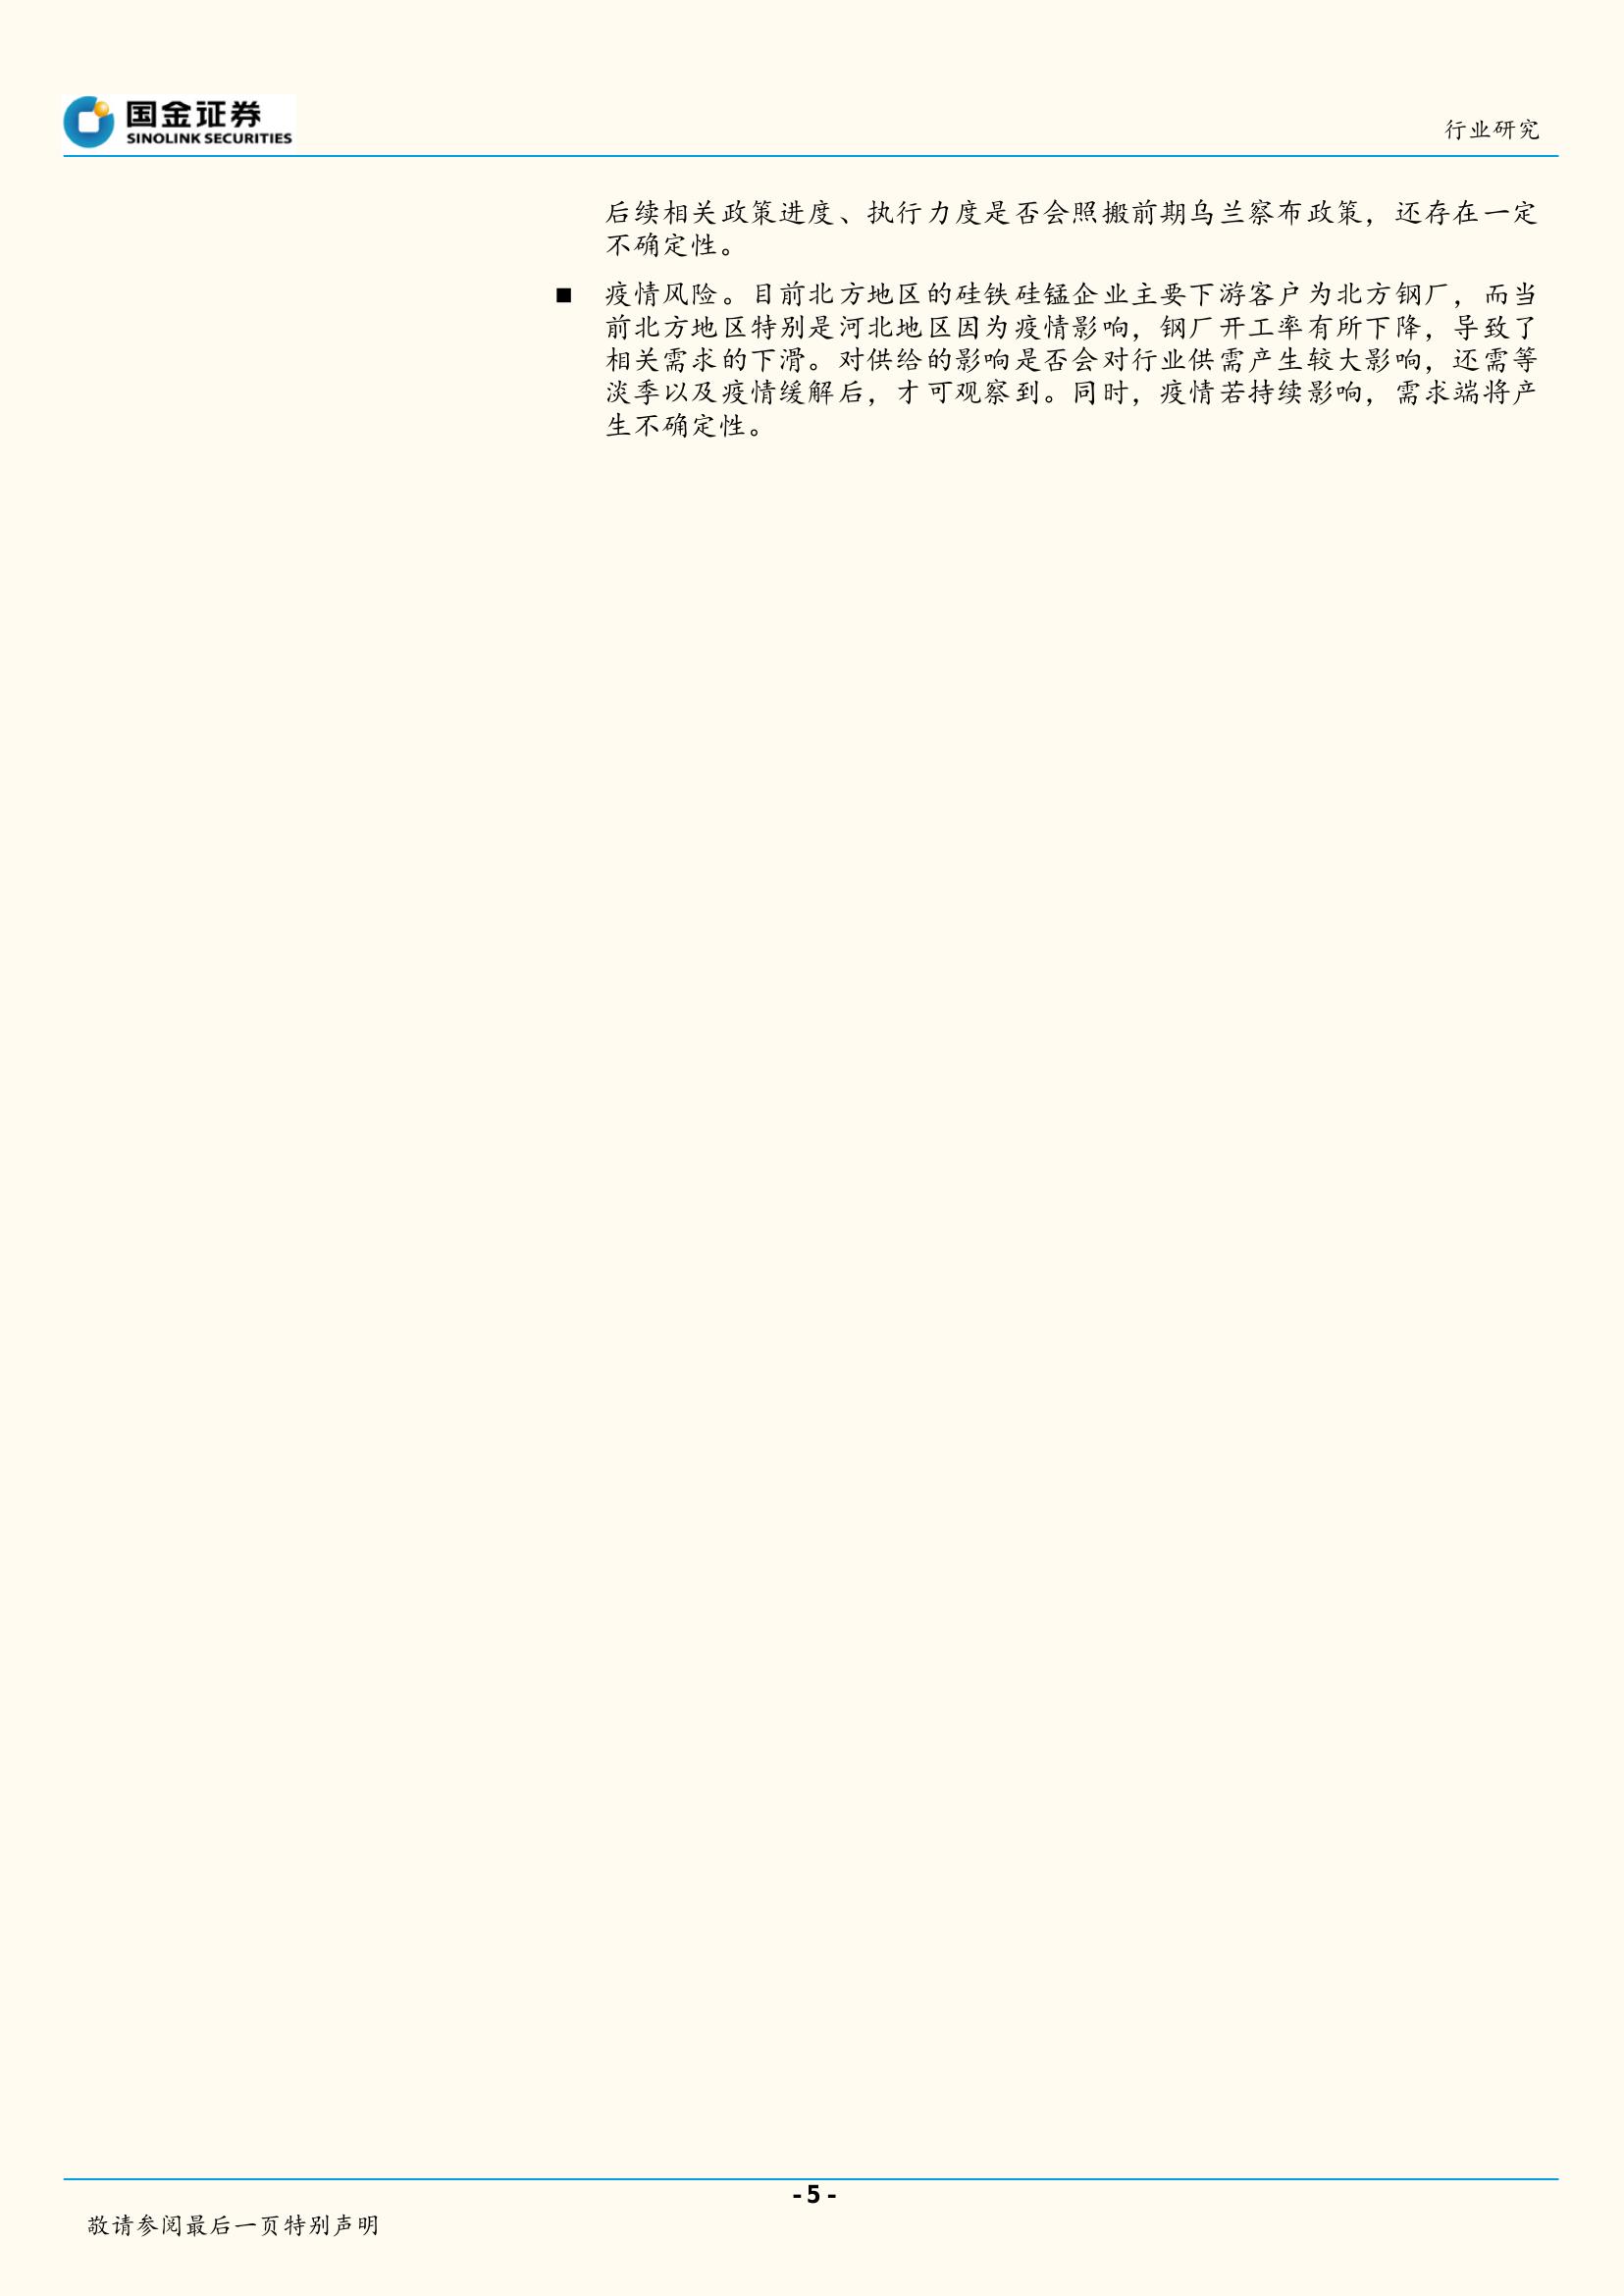 国金证券
SINOLINK SECURITIES
行业研究
后续相关政策进度、执行力度是否会照搬前期乌兰察布政策，还存在一定
不确定性。
■ 疫情风险。目前北方地区的硅铁硅锰企业主要下游客户为北方钢厂，而当
前北方地区特别是河北地区因为疫情影响，钢厂开工率有所下降，导致了
相关需求的下滑。对供给的影响是否会对行业供需产生较大影响，还需等
淡季以及疫情缓解后，才可观察到。同时，疫情若持续影响，需求端将产
生不确定性。
- 5 -
敬请参阅最后一页特别声明